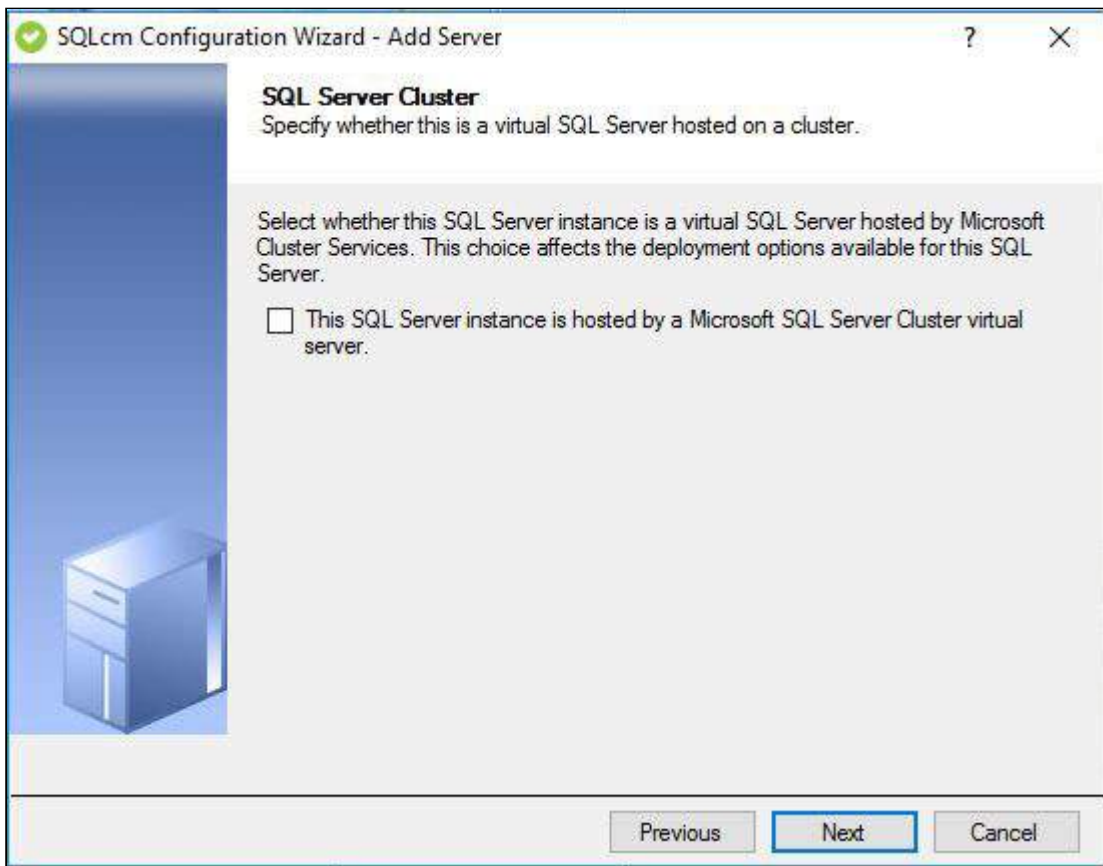 SQLcm Configuration Wizard - Add Server ? ×
SQL Server Cluster
Specify whether this is a virtual SQL Server hosted on a cluster.
Select whether this SQL Server instance is a virtual SQL Server hosted by Microsoft
Cluster Services. This choice affects the deployment options available for this SQL
Server.
This SQL Server instance is hosted by a Microsoft SQL Server Cluster virtual
server.
Previous Next Cancel